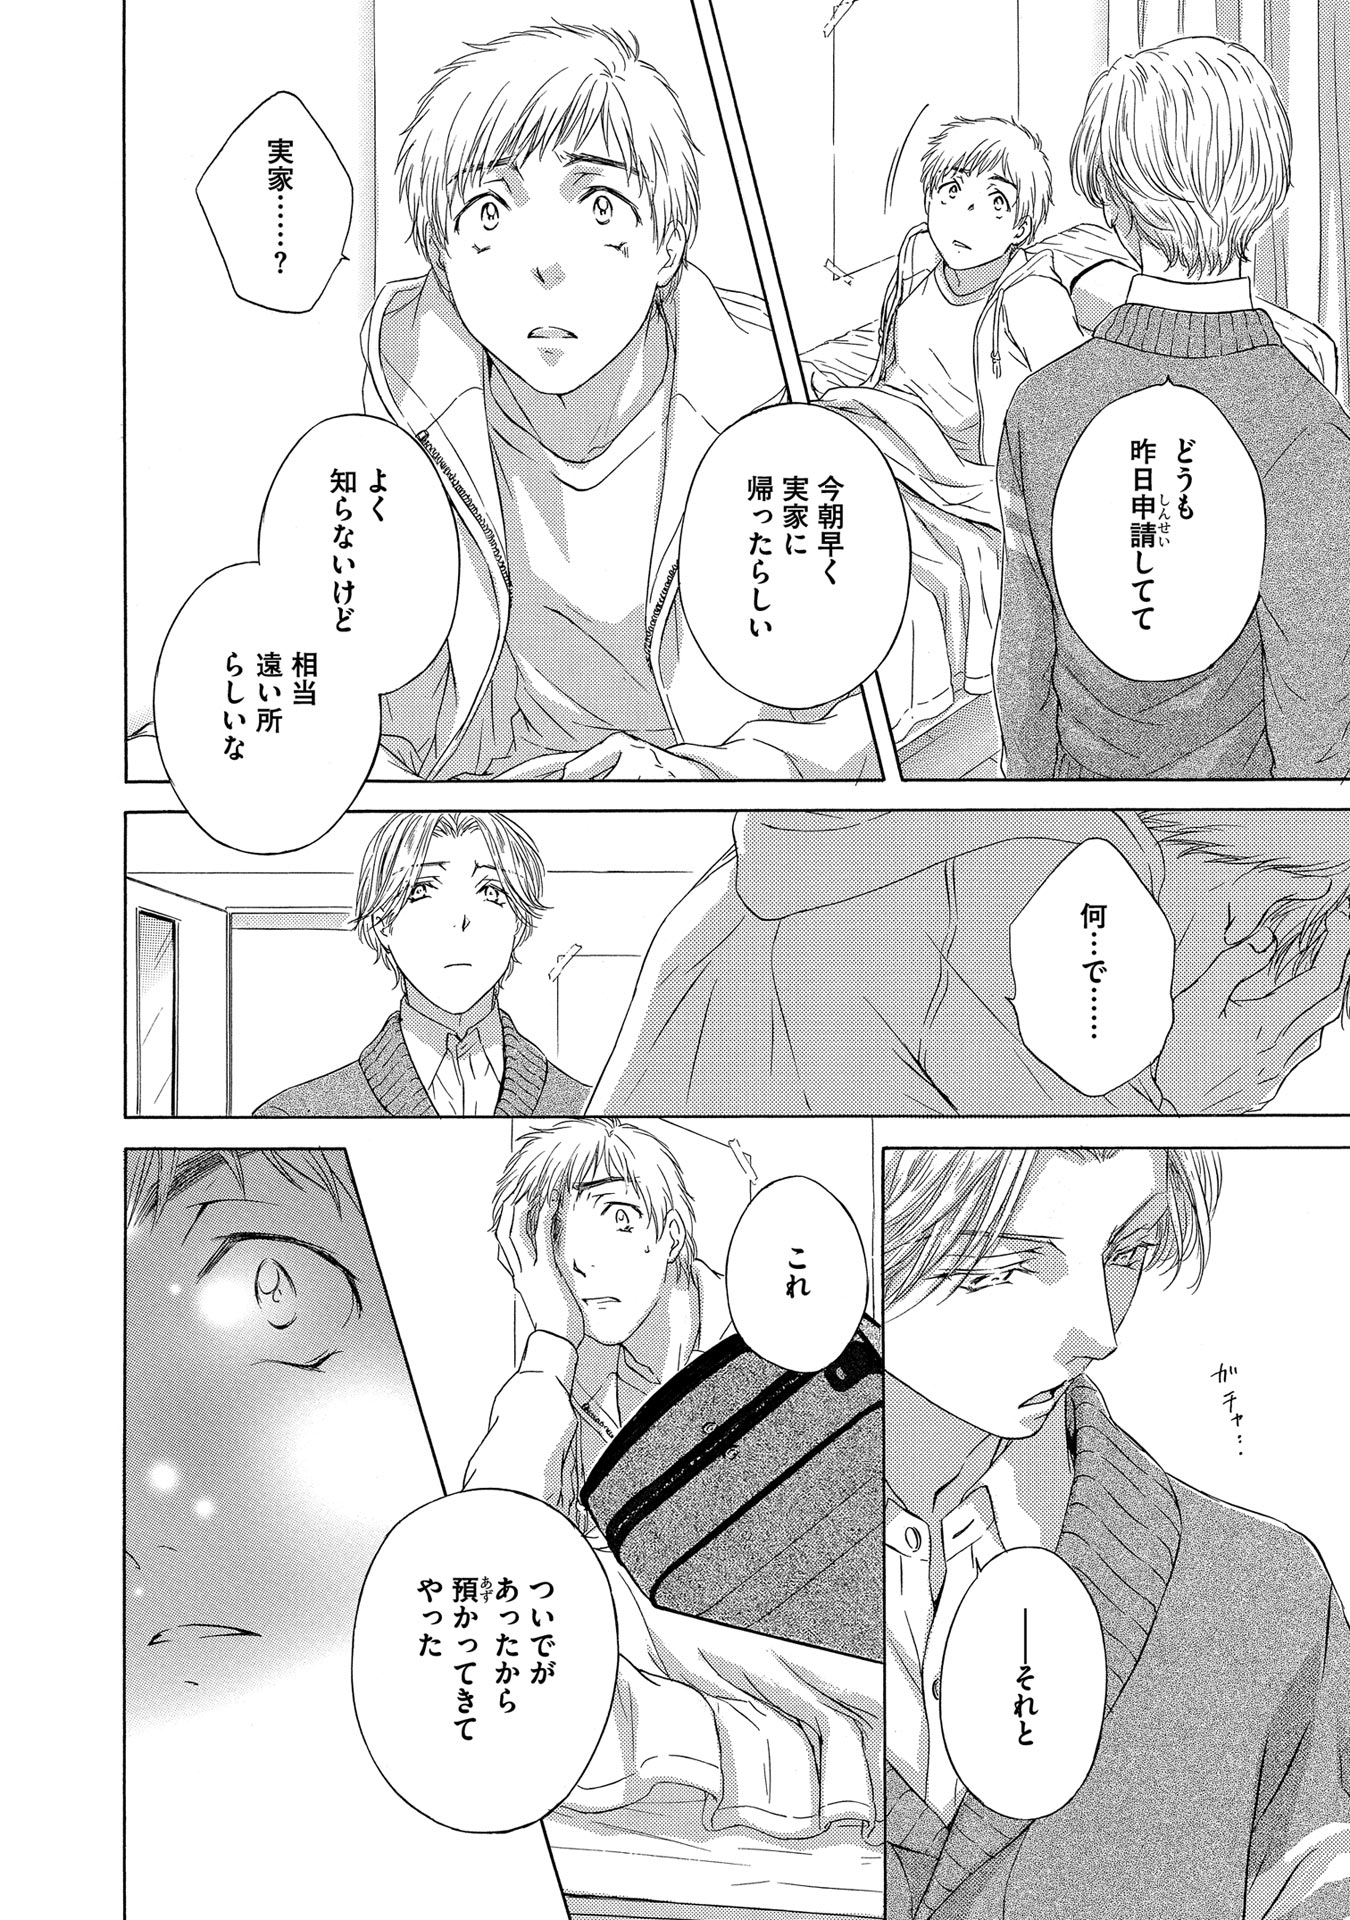 どうも
昨日申請してて
しんせい
今朝早く
実家に
帰ったらしい
実家……?
よく
知らないけど
相当
遠い所
らしいな
何…で……
ガチャ…
──それと
これ
ついでが
あったから
預かってきて
あず
やった